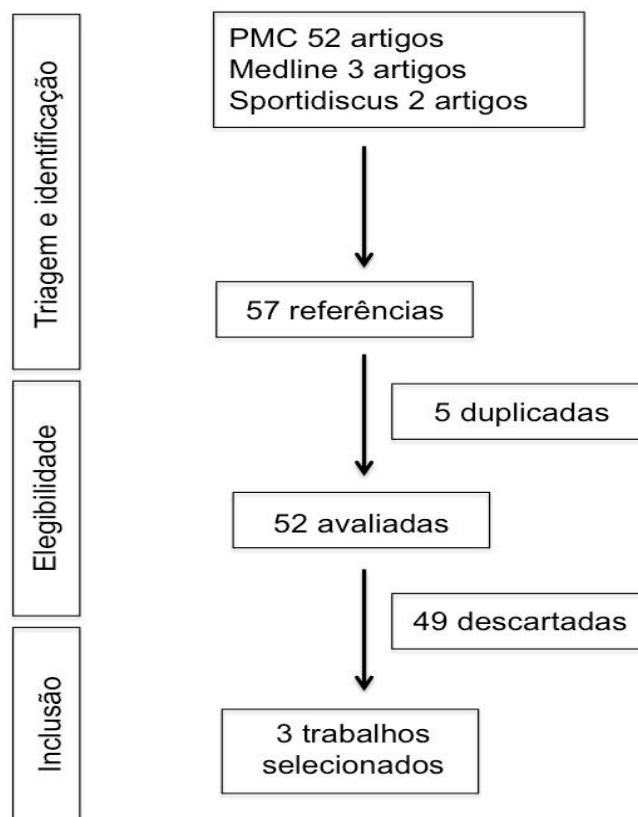 Triagem e identificação
PMC 52 artigos
Medline 3 artigos
Sportidiscus 2 artigos
57 referências
5 duplicadas
Elegibilidade
52 avaliadas
49 descartadas
Inclusão
3 trabalhos
selecionados